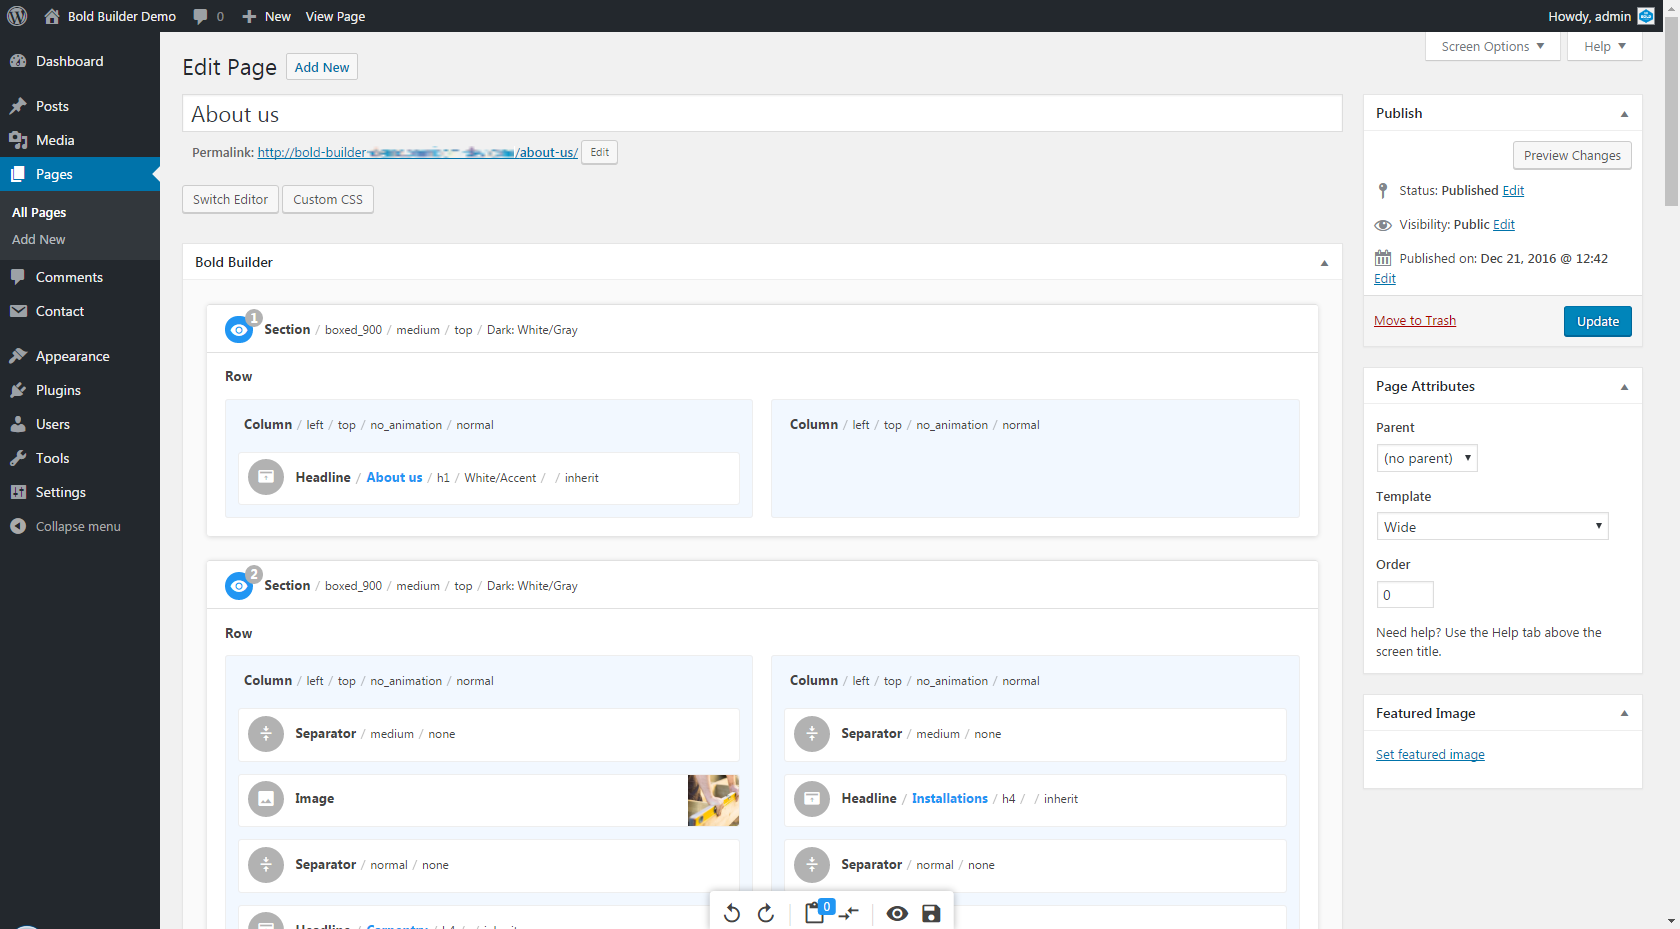 Bold Builder Demo 0 New View Page Howdy, admin
Dashboard
Posts
Media
Pages
All Pages
Add New
Comments
Contact
Appearance
Plugins
Users
Tools
Settings
Collapse menu
Screen Options Help
Edit Page Add New
About us
Permalink: http://bold-builder- /about-us/ Edit
Switch Editor Custom CSS
Bold Builder
1 Section / boxed_900 / medium / top / Dark: White/Gray
Row
Column / left / top / no_animation / normal
Headline / About us / h1 / White/Accent / / inherit
Column / left / top / no_animation / normal
2 Section / boxed_900 / medium / top / Dark: White/Gray
Row
Column / left / top / no_animation / normal
Separator / medium / none
Image
Separator / normal / none
Headline / Carpentry / h4 / / inherit
Column / left / top / no_animation / normal
Separator / medium / none
Headline / Installations / h4 / / inherit
Separator / normal / none
0
Publish
Preview Changes
Status: Published Edit
Visibility: Public Edit
Published on: Dec 21, 2016 @ 12:42
Edit
Move to Trash Update
Page Attributes
Parent
(no parent)
Template
Wide
Order
0
Need help? Use the Help tab above the
screen title.
Featured Image
Set featured image